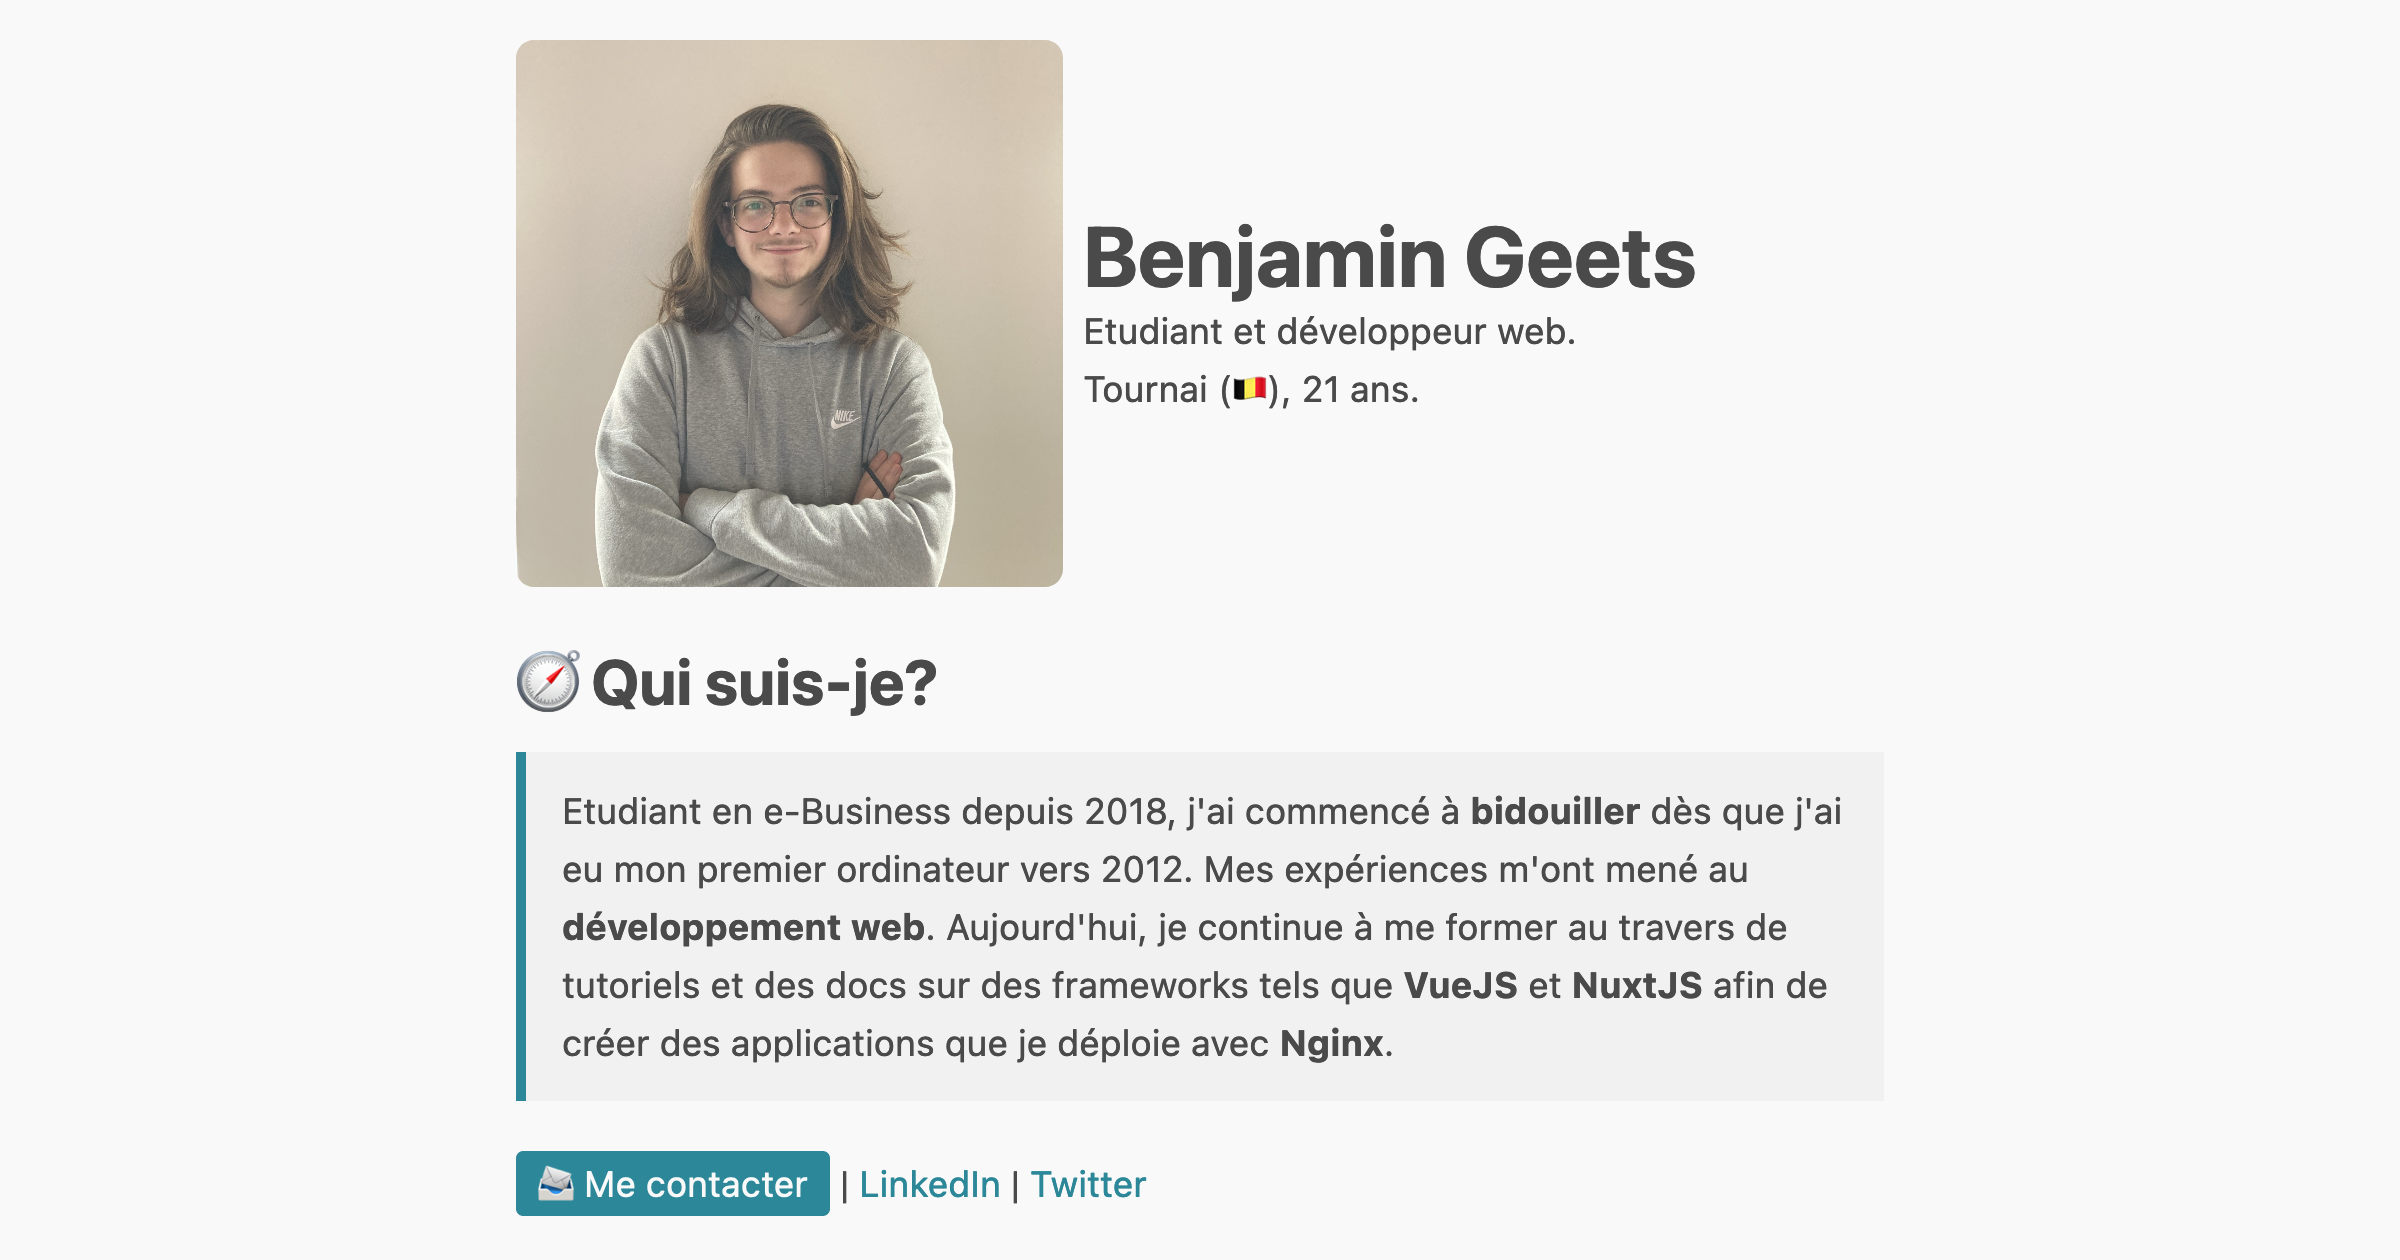 NIKE
Benjamin Geets
Etudiant et développeur web.
Tournai (🇧🇪), 21 ans.
🧭 Qui suis-je?
Etudiant en e-Business depuis 2018, j'ai commencé à bidouiller dès que j'ai
eu mon premier ordinateur vers 2012. Mes expériences m'ont mené au
développement web. Aujourd'hui, je continue à me former au travers de
tutoriels et des docs sur des frameworks tels que VueJS et NuxtJS afin de
créer des applications que je déploie avec Nginx.
📨 Me contacter | LinkedIn | Twitter